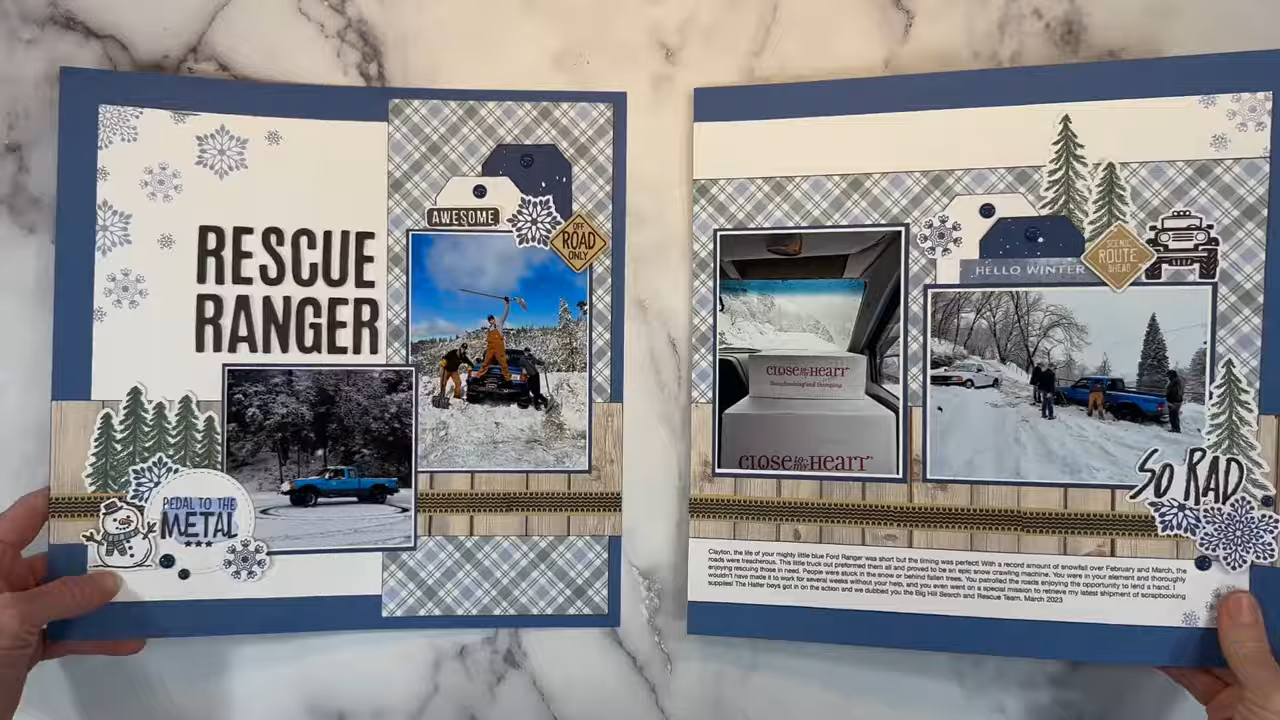 AWESOME
OFF
ROAD
ONLY
RESCUE
RANGER
PEDAL TO THE
METAL
SCENIC
ROUTE
AHEAD
HELLO WINTER
CLOSE to my HEART
Scrapbooking and Stamping
CLOSE to my HEART
SO RAD
Clayton, the life of your mighty little blue Ford Ranger was short but the timing was perfect! With a record amount of snowfall over February and March, the
roads were treacherous. This little truck out preformed them all and proved to be an epic snow crawling machine. You were in your element and thoroughly
enjoying rescuing those in need. People were stuck in the snow or behind fallen trees. You patrolled the roads enjoying the opportunity to lend a hand. I
wouldn't have made it to work for several weeks without your help, and you even went on a special mission to retrieve my latest shipment of scrapbooking
supplies! The Hatler boys got in on the action and we dubbed you the Big Hill Search and Rescue Team. March 2023